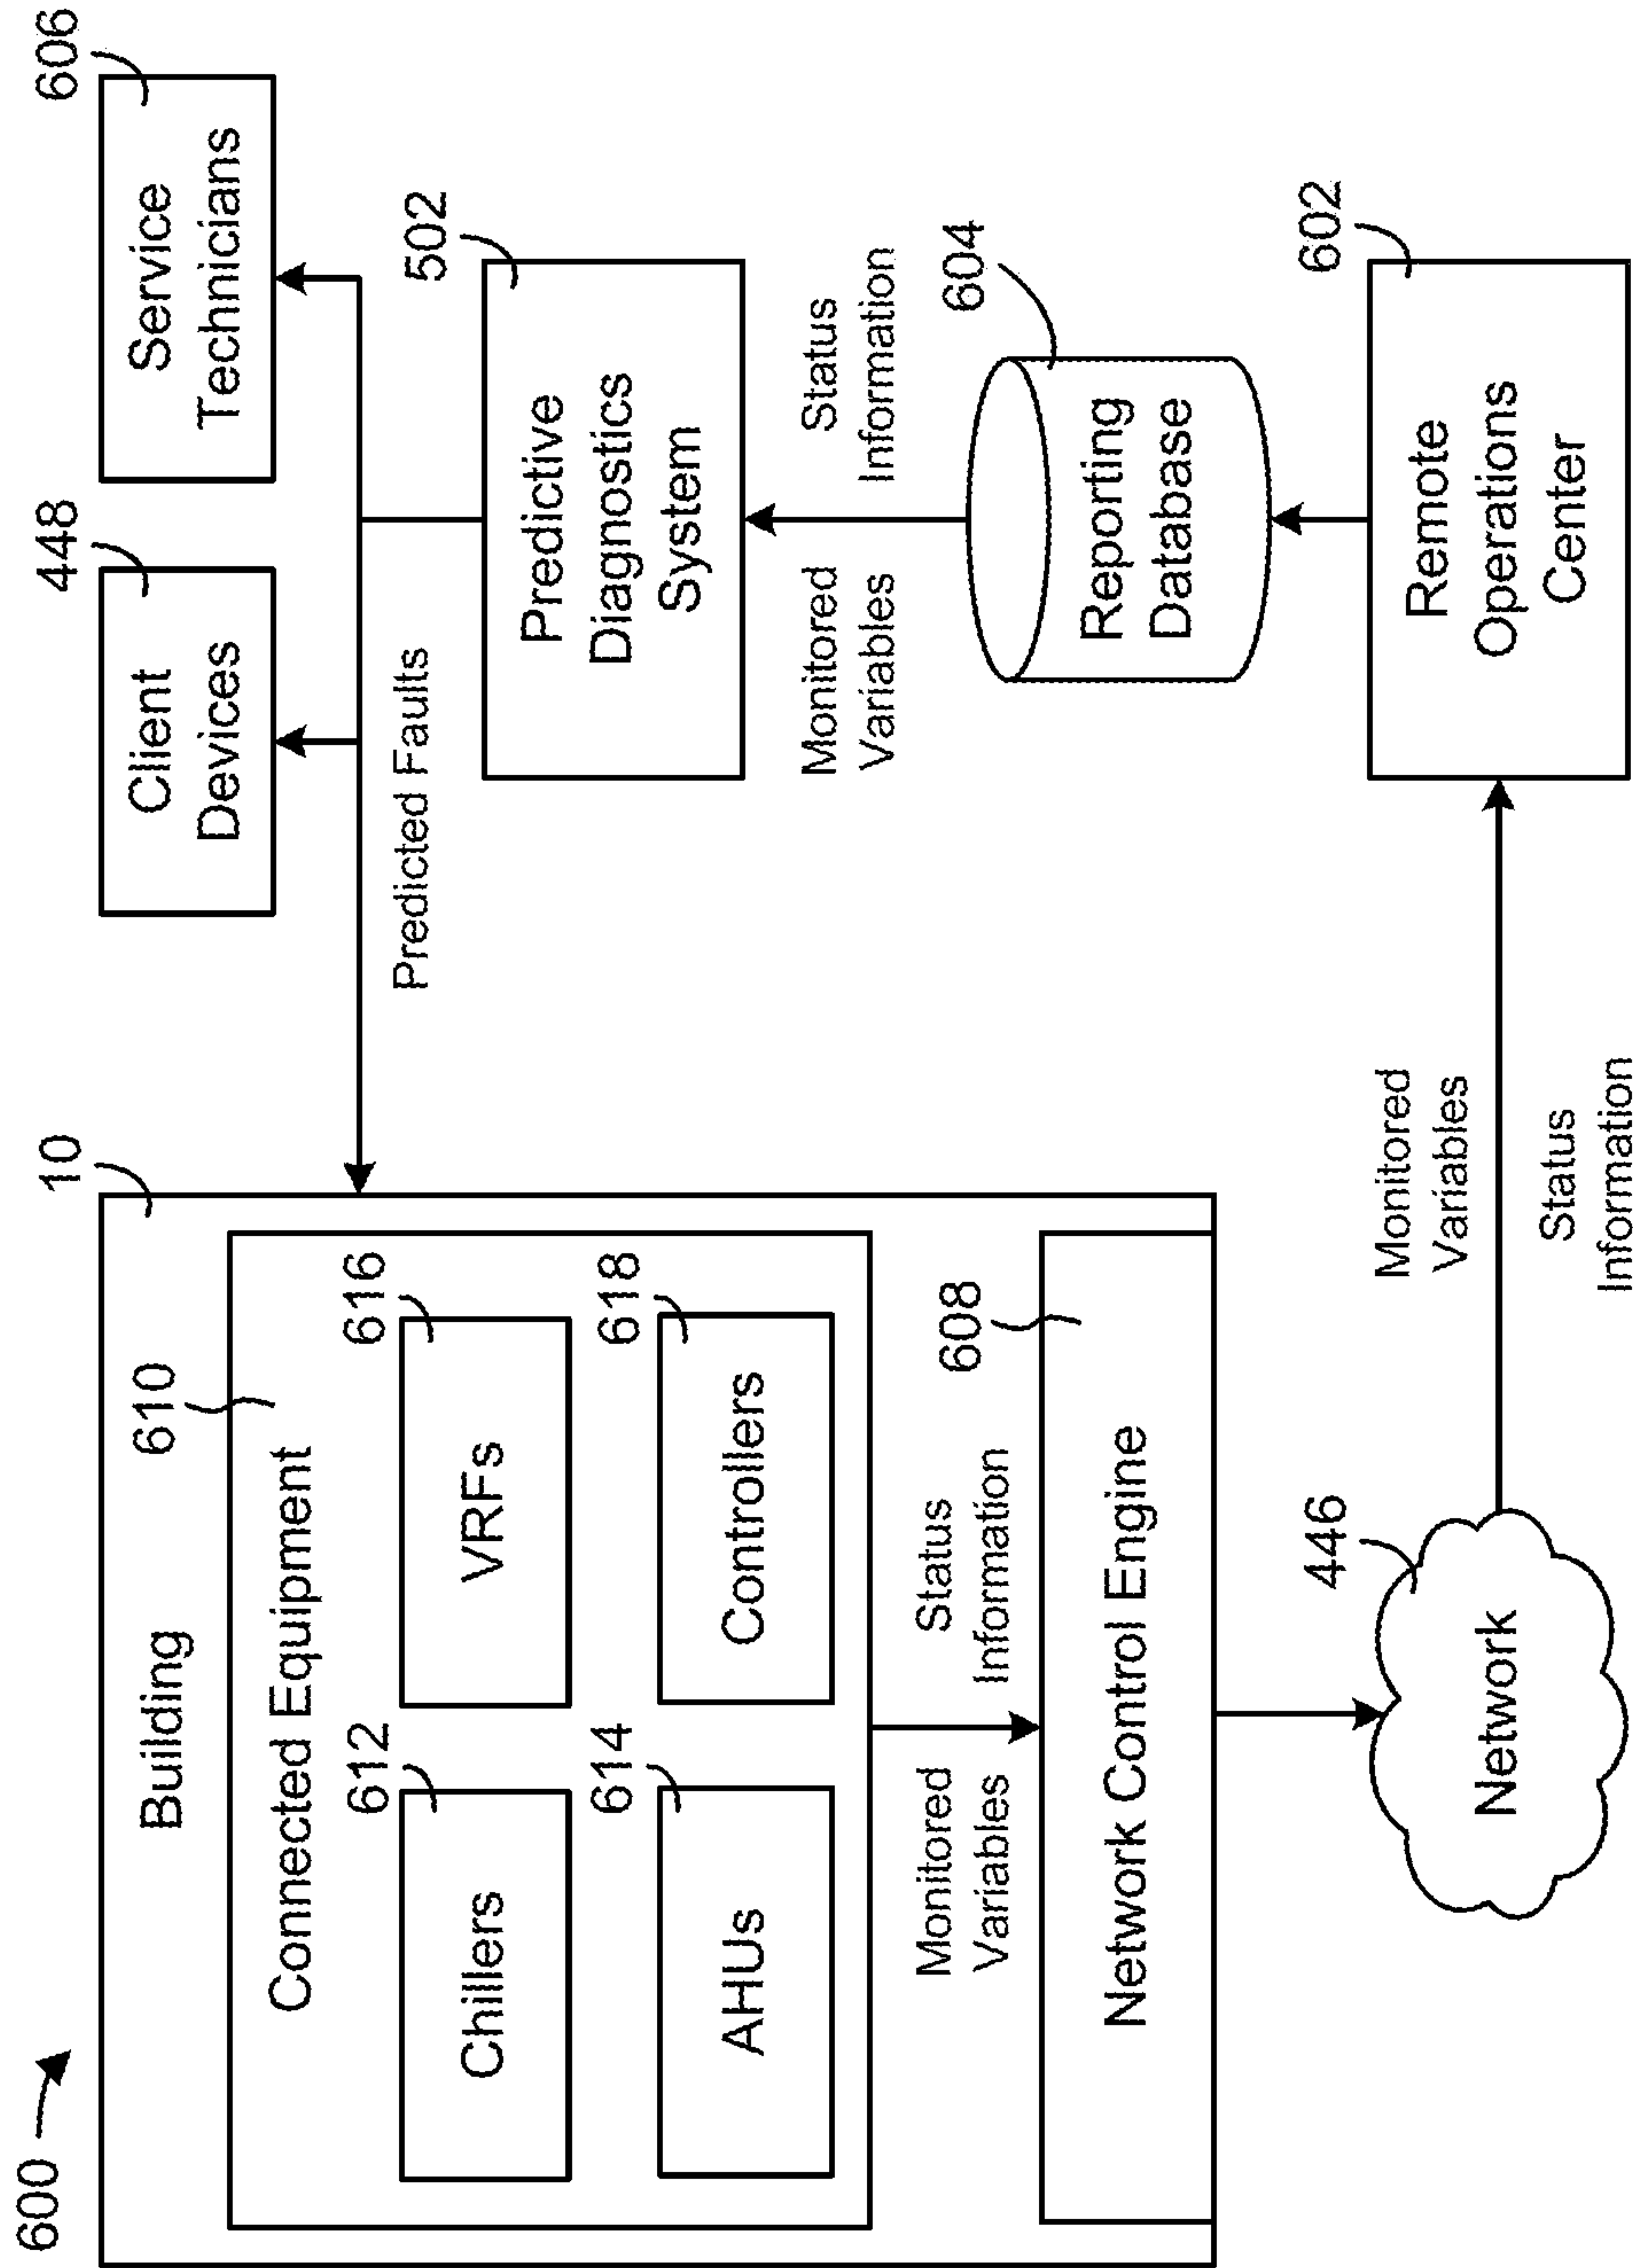 600
Building
10
610
Connected Equipment
612
Chillers
616
VRFs
614
AHUs
618
Controllers
Monitored
Variables
Status
Information
608
Network Control Engine
446
Network
Monitored
Variables
Status
Information
Predicted Faults
448
Client
Devices
606
Service
Technicians
502
Predictive
Diagnostics
System
Monitored
Variables
Status
Information
604
Reporting
Database
602
Remote
Operations
Center